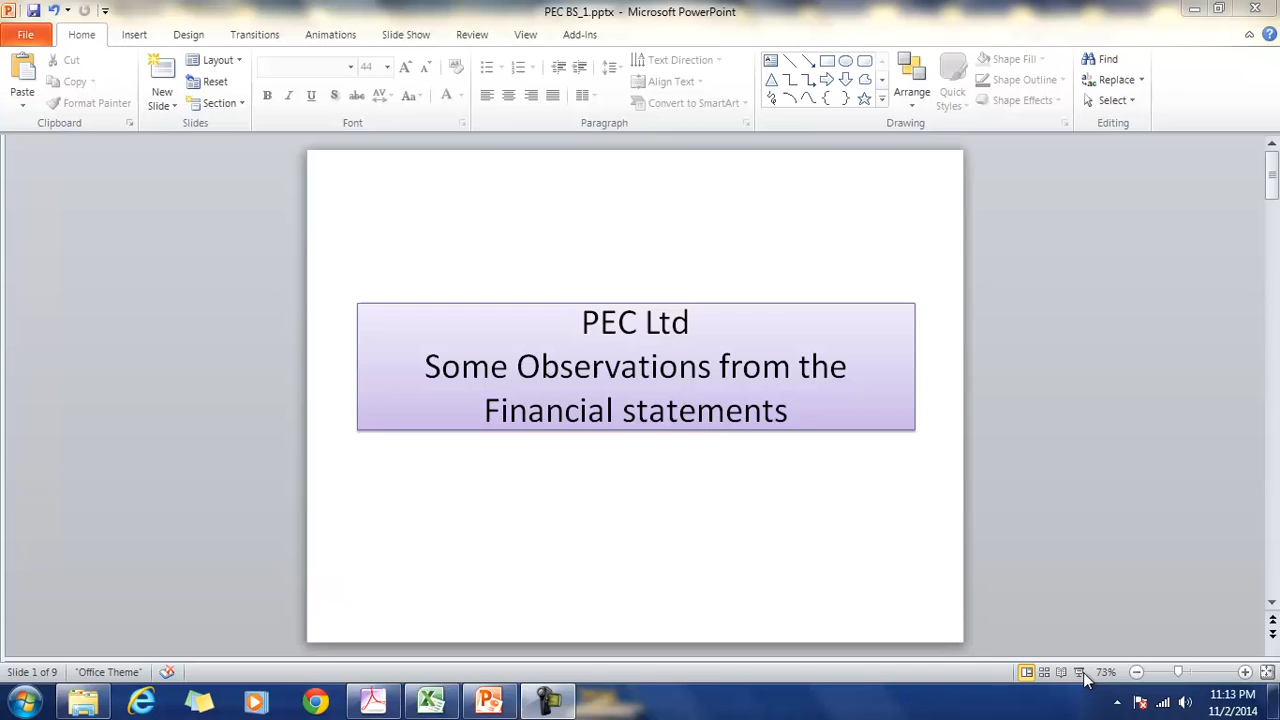 PEC BS_1.pptx - Microsoft PowerPoint
File Home Insert Design Transitions Animations Slide Show Review View Add-Ins
Paste
Cut
Copy
Format Painter
Clipboard
New
Slide
Layout
Reset
Section
Slides
44
Font
Text Direction
Align Text
Convert to SmartArt
Paragraph
Arrange
Quick
Styles
Shape Fill
Shape Outline
Shape Effects
Drawing
Find
Replace
Select
Editing
PEC Ltd
Some Observations from the
Financial statements
Slide 1 of 9 "Office Theme" 73%
11:13 PM
11/2/2014